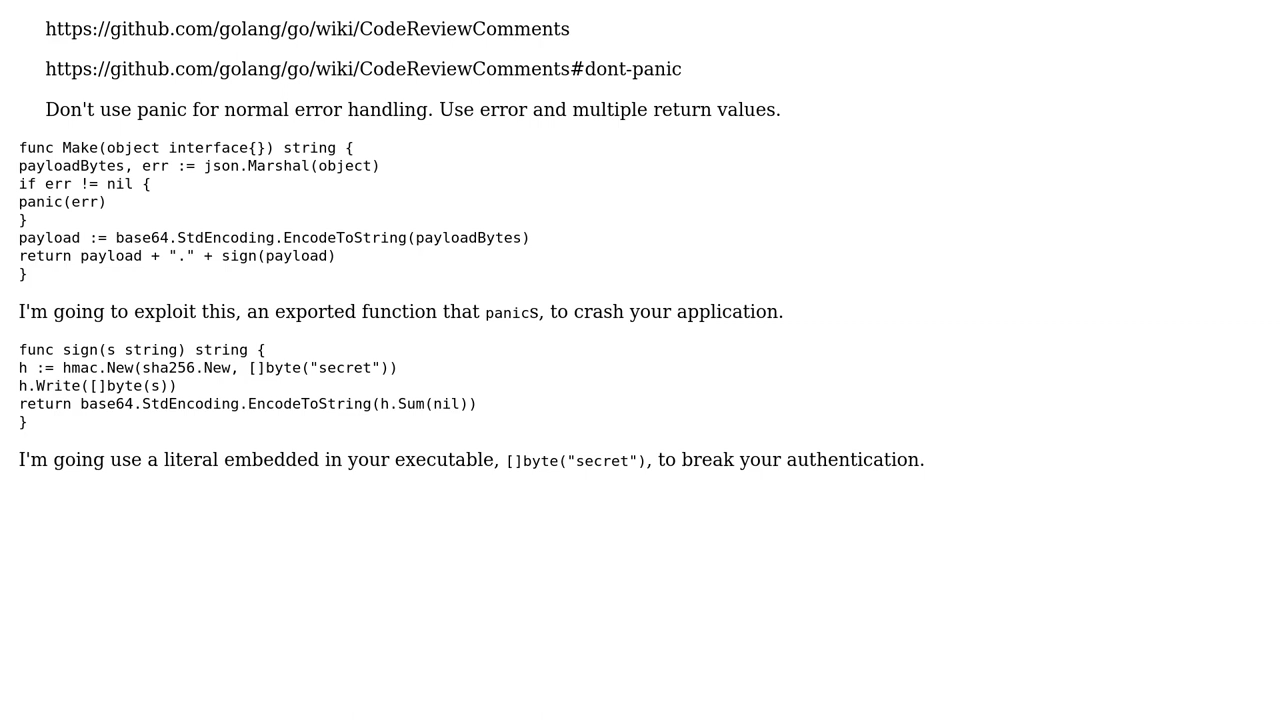 https://github.com/golang/go/wiki/CodeReviewComments
https://github.com/golang/go/wiki/CodeReviewComments#dont-panic
Don't use panic for normal error handling. Use error and multiple return values.
func Make(object interface{}) string {
payloadBytes, err := json.Marshal(object)
if err != nil {
panic(err)
}
payload := base64.StdEncoding.EncodeToString(payloadBytes)
return payload + "." + sign(payload)
}
I'm going to exploit this, an exported function that panics, to crash your application.
func sign(s string) string {
h := hmac.New(sha256.New, []byte("secret"))
h.Write([]byte(s))
return base64.StdEncoding.EncodeToString(h.Sum(nil))
}
I'm going use a literal embedded in your executable, []byte("secret"), to break your authentication.